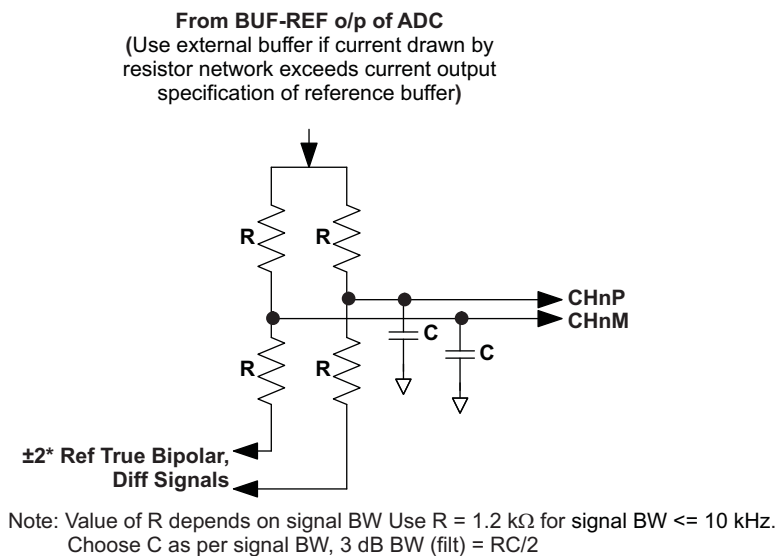 From BUF-REF o/p of ADC
(Use external buffer if current drawn by
resistor network exceeds current output
specification of reference buffer)
R
R
CHnP
CHnM
C
C
R
R
±2* Ref True Bipolar,
Diff Signals
Note: Value of R depends on signal BW Use R = 1.2 kΩ for signal BW <= 10 kHz.
Choose C as per signal BW, 3 dB BW (filt) = RC/2